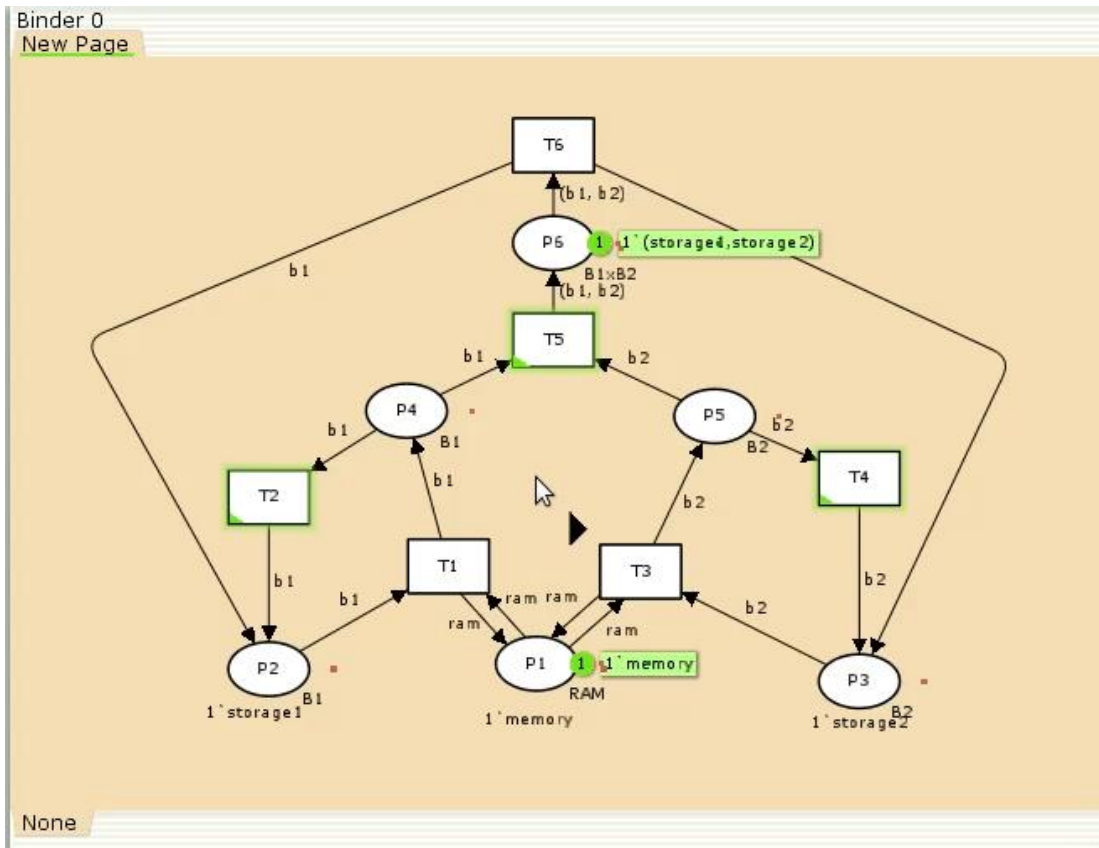 Binder 0
New Page
T6
(b1, b2)
P6
1
1`(storage1,storage2)
b1
B1xB2
(b1, b2)
T5
b1
b2
P4
P5
b1
B1
B2
b2
T2
b1
b2
T4
T1
T3
b1
b1
ram
ram
ram
ram
b2
b2
P2
P1
1
1`memory
P3
B1
RAM
B2
1`storage1
1`memory
1`storage2
None